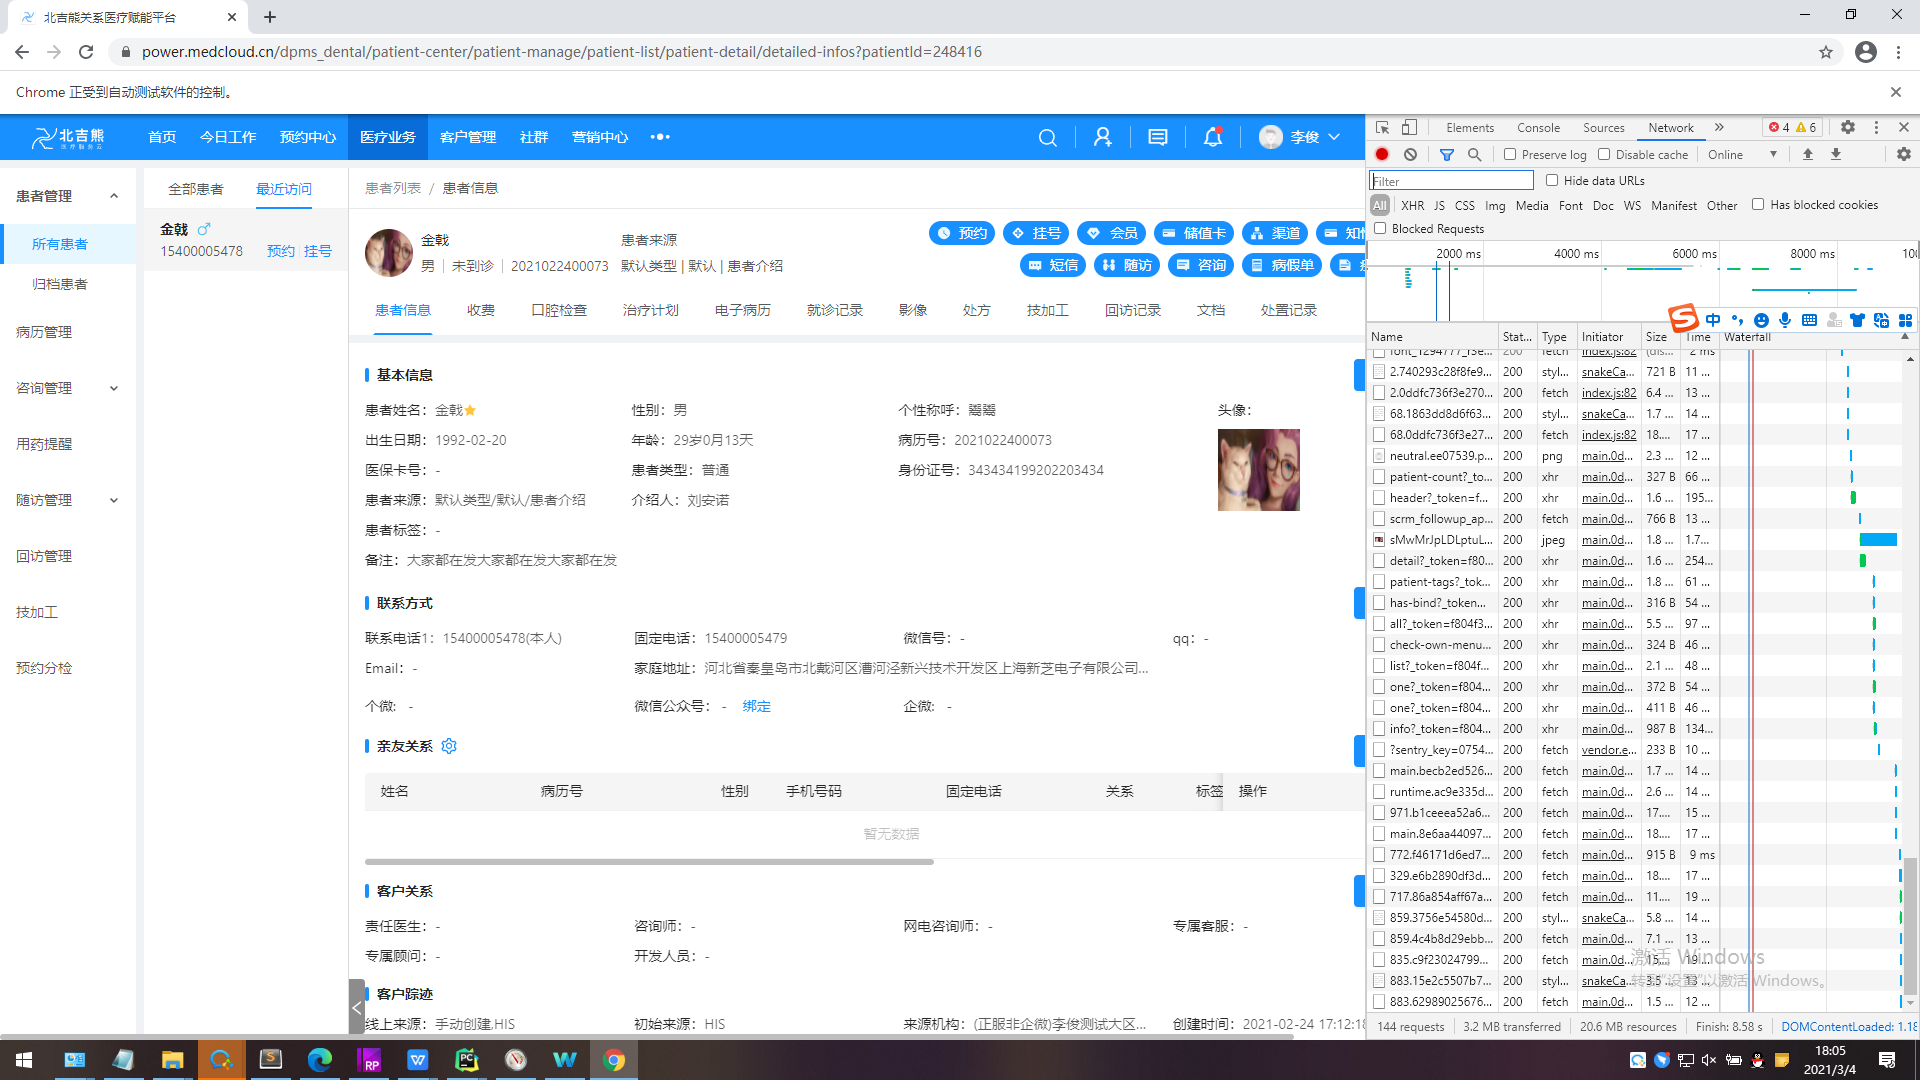 北吉熊关系医疗赋能平台
power.medcloud.cn/dpms_dental/patient-center/patient-manage/patient-list/patient-detail/detailed-infos?patientId=248416
Chrome 正受到自动测试软件的控制。
北吉熊 首页 今日工作 预约中心 医疗业务 客户管理 社群 营销中心 ••• 李俊
患者管理
所有患者
归档患者
病历管理
咨询管理
用药提醒
随访管理
回访管理
技加工
预约分检
全部患者 最近访问
金戟
15400005478 预约 挂号
患者列表 / 患者信息
金戟 患者来源
男 未到诊 2021022400073 默认类型 | 默认 | 患者介绍
预约 挂号 会员 储值卡 渠道
短信 随访 咨询 病假单
患者信息 收费 口腔检查 治疗计划 电子病历 就诊记录 影像 处方 技加工 回访记录 文档 处置记录
基本信息
患者姓名：金戟 性别：男 头像：
出生日期：1992-02-20 年龄：29岁0月13天 病历号：2021022400073
医保卡号：- 患者类型：普通 身份证号：343434199202203434
患者来源：默认类型/默认/患者介绍 介绍人：刘安诺
患者标签：-
备注：大家都在发大家都在发大家都在发
联系方式
联系电话1：15400005478(本人) 固定电话：15400005479 微信号：- qq：-
Email：- 家庭地址：河北省秦皇岛市北戴河区漕河泾新兴技术开发区上海新芝电子有限公司...
个微：- 微信公众号：- 绑定 企微：-
亲友关系
姓名 病历号 性别 手机号码 固定电话 关系 标签 操作
暂无数据
客户关系
责任医生：- 咨询师：- 网电咨询师：- 专属客服：-
专属顾问：- 开发人员：-
客户踪迹
线上来源：手动创建,HIS 初始来源：HIS 来源机构：(正服非企微)李俊测试大区... 创建时间：2021-02-24 17:12:18
Elements Console Sources Network » 4 6
Preserve log Disable cache Online
Filter Hide data URLs
All XHR JS CSS Img Media Font Doc WS Manifest Other Has blocked cookies
Blocked Requests
2000 ms 4000 ms 6000 ms 8000 ms
中
Name Stat... Type Initiator Size Time Waterfall
font_1294777_r3e... 200 fetch index.js:82 (dis... 2 ms
2.740293c28f8fe9... 200 styl... snakeCa... 721 B 11 ...
2.0ddfc736f3e270... 200 fetch index.js:82 6.4 ... 13 ...
68.1863dd8d6f63... 200 styl... snakeCa... 1.7 ... 14 ...
68.0ddfc736f3e27... 200 fetch index.js:82 18.... 17 ...
neutral.ee07539.p... 200 png main.0d... 2.3 ... 12 ...
patient-count?_to... 200 xhr main.0d... 327 B 66 ...
header?_token=f... 200 xhr main.0d... 1.6 ... 195...
scrm_followup_ap... 200 fetch main.0d... 766 B 13 ...
sMwMrJpLDLptuL... 200 jpeg main.0d... 1.8 ... 1.7...
detail?_token=f80... 200 xhr main.0d... 1.6 ... 254...
patient-tags?_tok... 200 xhr main.0d... 1.8 ... 61 ...
has-bind?_token... 200 xhr main.0d... 316 B 54 ...
all?_token=f804f3... 200 xhr main.0d... 5.5 ... 97 ...
check-own-menu... 200 xhr main.0d... 324 B 46 ...
list?_token=f804f... 200 xhr main.0d... 2.1 ... 48 ...
one?_token=f804... 200 xhr main.0d... 372 B 54 ...
one?_token=f804... 200 xhr main.0d... 411 B 46 ...
info?_token=f804... 200 xhr main.0d... 987 B 134...
?sentry_key=0754... 200 fetch vendor.e... 233 B 10 ...
main.becb2ed526... 200 fetch main.0d... 1.7 ... 14 ...
runtime.ac9e335d... 200 fetch main.0d... 2.6 ... 14 ...
971.b1ceeea52a6... 200 fetch main.0d... 17.... 15 ...
main.8e6aa44097... 200 fetch main.0d... 18.... 17 ...
772.f46171d6ed7... 200 fetch main.0d... 915 B 9 ms
329.e6b2890df3d... 200 fetch main.0d... 18.... 17 ...
717.86a854aff67a... 200 fetch main.0d... 11.... 19 ...
859.3756e54580d... 200 styl... snakeCa... 5.8 ... 14 ...
859.4c4b8d29ebb... 200 fetch main.0d... 7.1 ... 13 ...
835.c9f23024799... 200 fetch main.0d... 15.... 19 ...
883.15e2c5507b7... 200 styl... snakeCa... 3.5 ... 13 ...
883.62989025676... 200 fetch main.0d... 1.5 ... 12 ...
激活 Windows
转到"设置"以激活 Windows。
144 requests 3.2 MB transferred 20.6 MB resources Finish: 8.58 s DOMContentLoaded: 1.18
18:05
2021/3/4